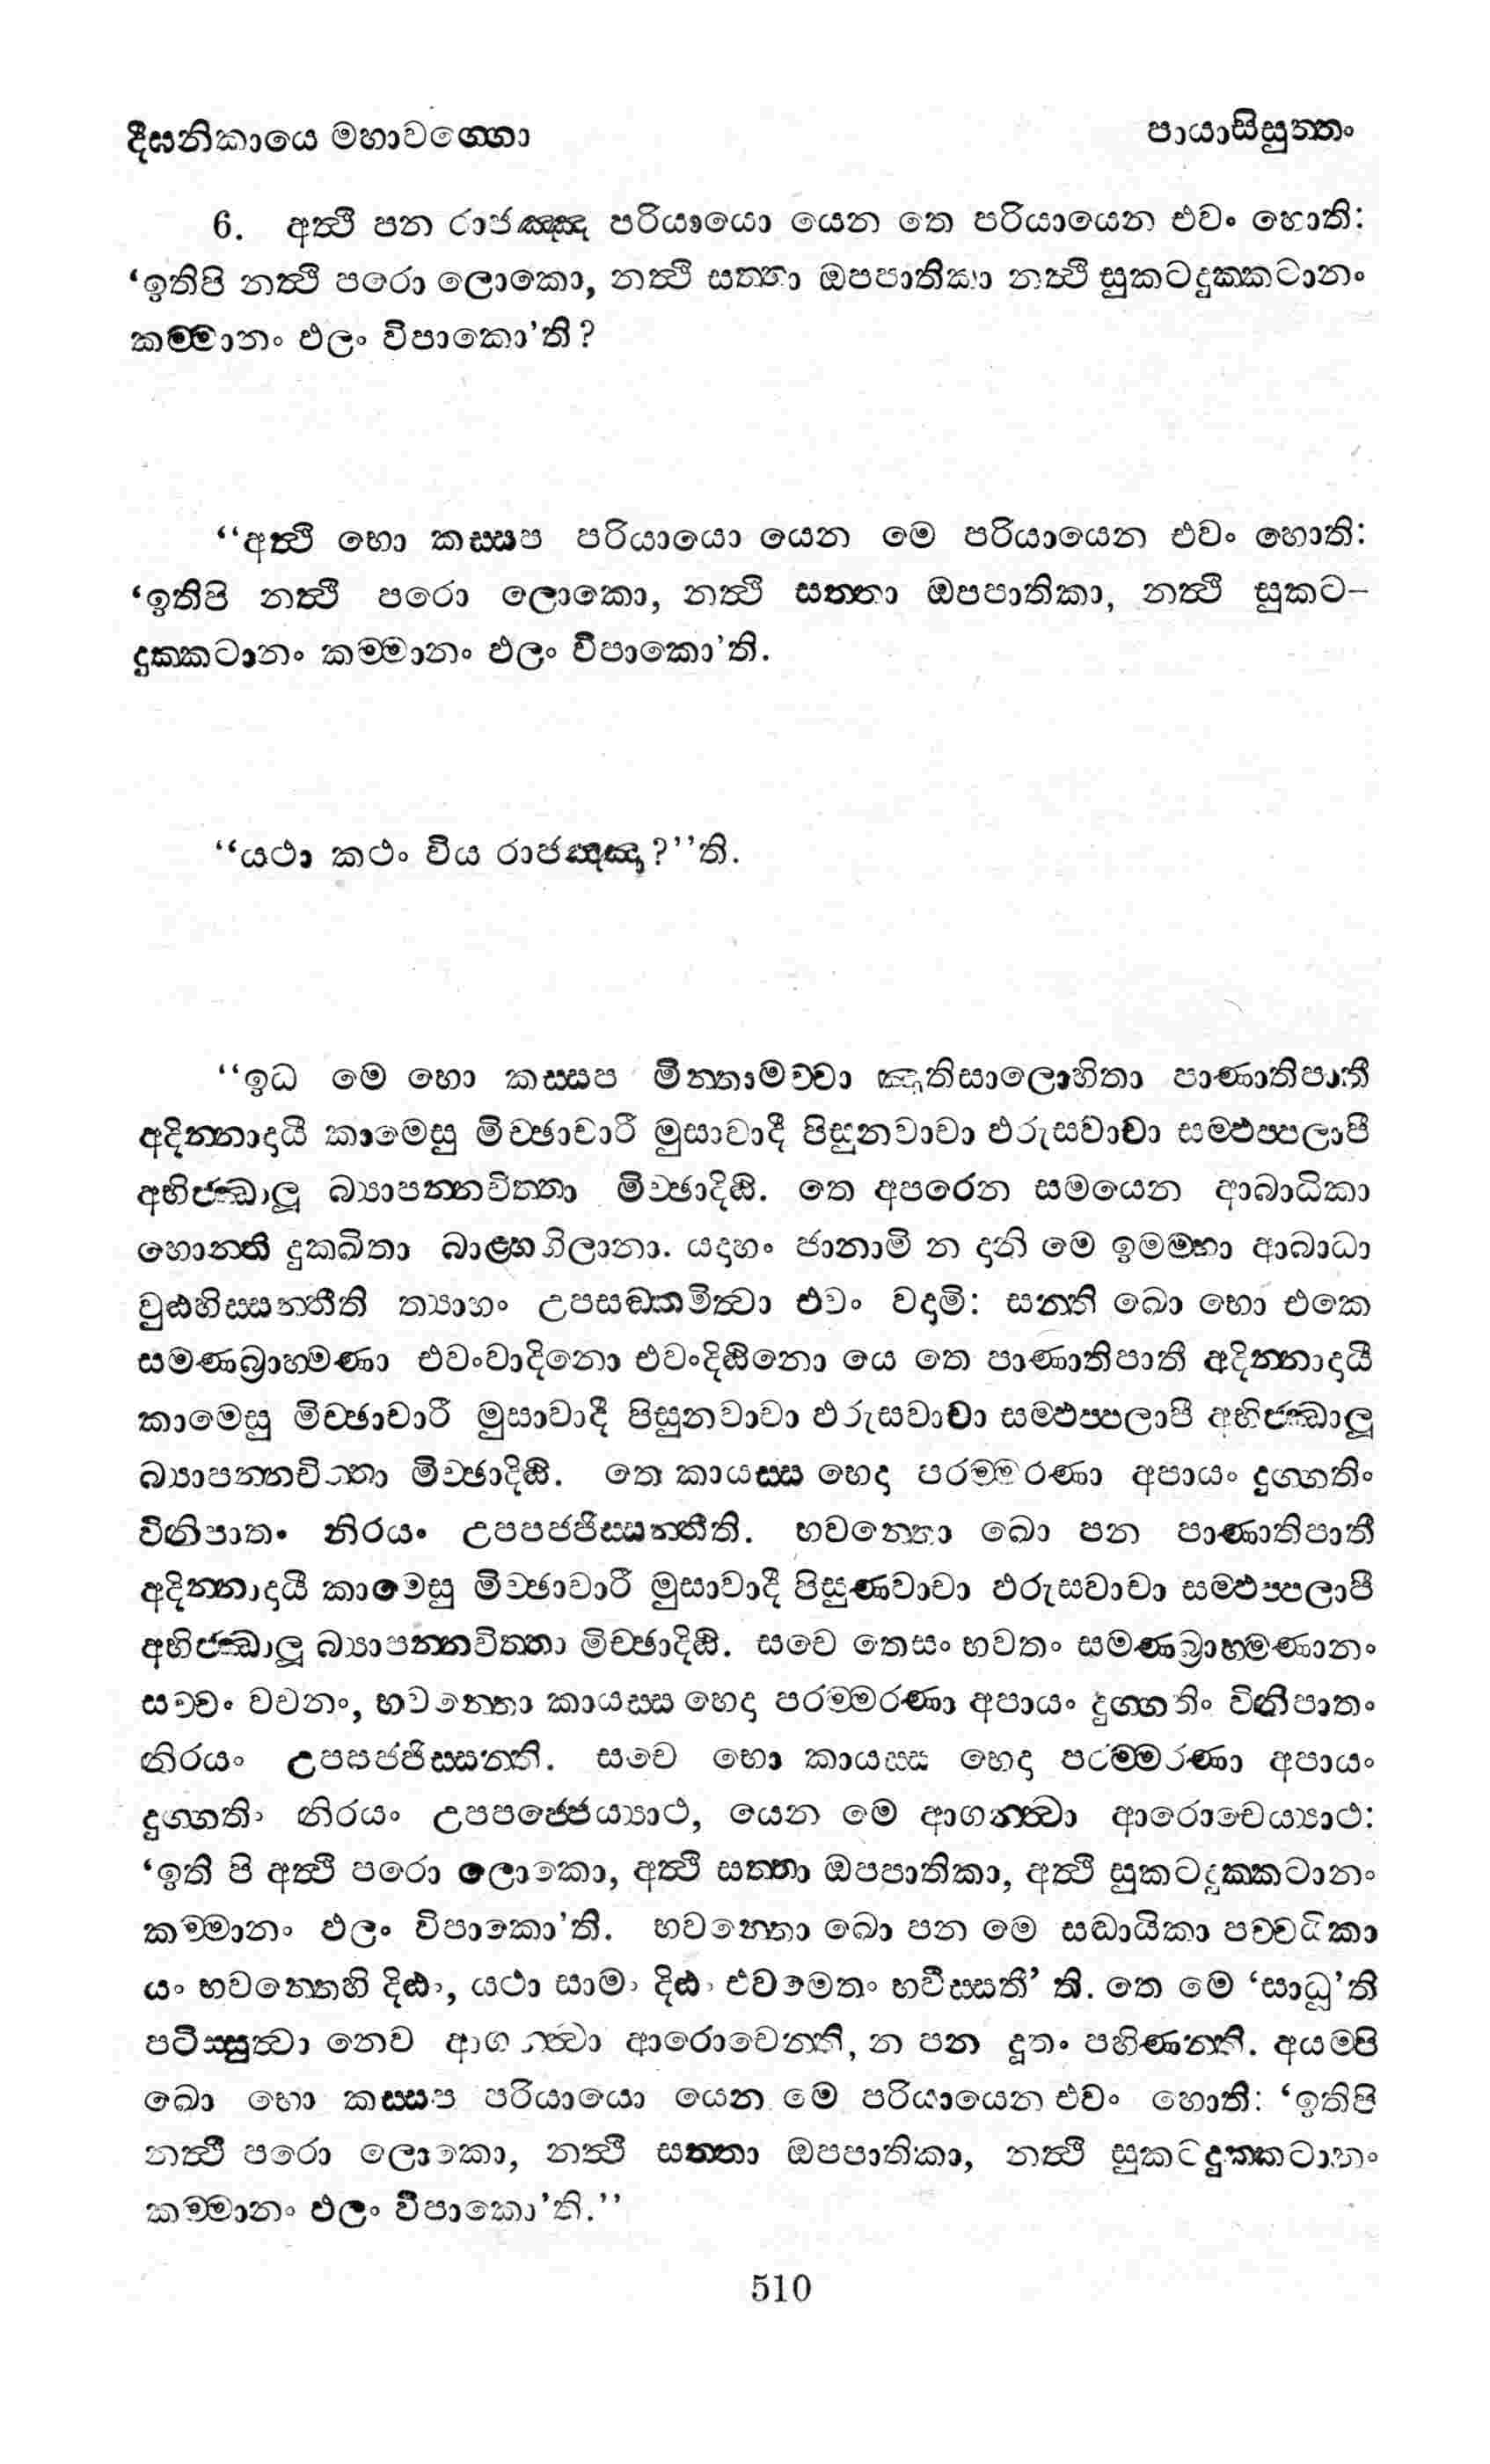 දීඝනිකායෙ මහාවග්ගො
පායාසිසුත්තං
6. අත්ථි පන රාජඤ්ඤ පරියායො යෙන තෙ පරියායෙන එවං හොති:
‘ඉතිපි නත්ථි පරො ලොකො, නත්ථි සත්තා ඔපපාතිකා නත්ථි සුකටදුක්කටානං
කම්මානං ඵලං විපාකො’ති?
‘‘අත්ථි භො කස්සප පරියායො යෙන මෙ පරියායෙන එවං හොති:
‘ඉතිපි නත්ථි පරො ලොකො, නත්ථි සත්තා ඔපපාතිකා, නත්ථි සුකට–
දුක්කටානං කම්මානං ඵලං විපාකො’ති.
‘‘යථා කථං විය රාජඤ්ඤා?’’ති.
‘‘ඉධ මෙ භො කස්සප මිත්තාමච්චා ඤාතිසාලොහිතා පාණාතිපාතී
අදින්නාදායී කාමෙසු මිච්ඡාචාරී මුසාවාදී පිසුනවාචා ඵරුසවාචා සම්ඵප්පලාපී
අභිජ්ඣාලූ බ්‍යාපන්නචිත්තා මිච්ඡාදිට්ඨි. තෙ අපරෙන සමයෙන ආබාධිකා
හොන්ති දුක්ඛිතා බාළ්හගිලානා. යදාහං ජානාමි න දානි මෙ ඉමම්හා ආබාධා
වුට්ඨහිස්සන්තීති ත්‍යාහං උපසඞ්කමිත්වා එවං වදාමි: සන්ති ඛො භො එකෙ
සමණබ්‍රාහ්මණා එවංවාදිනො එවංදිට්ඨිනො යෙ තෙ පාණාතිපාතී අදින්නාදායී
කාමෙසු මිච්ඡාචාරී මුසාවාදී පිසුනවාචා ඵරුසවාචා සම්ඵප්පලාපී අභිජ්ඣාලූ
බ්‍යාපන්නචිත්තා මිච්ඡාදිට්ඨි. තෙ කායස්ස භෙදා පරම්මරණා අපායං දුග්ගතිං
විනිපාතං නිරයං උපපජ්ජිස්සන්තීති. භවන්තො ඛො පන පාණාතිපාතී
අදින්නාදායී කාමෙසු මිච්ඡාචාරී මුසාවාදී පිසුණවාචා ඵරුසවාචා සම්ඵප්පලාපී
අභිජ්ඣාලූ බ්‍යාපන්නචිත්තා මිච්ඡාදිට්ඨි. සචෙ තෙසං භවතං සමණබ්‍රාහ්මණානං
සච්චං වචනං, භවන්තො කායස්ස භෙදා පරම්මරණා අපායං දුග්ගතිං විනිපාතං
නිරයං උපපජ්ජිස්සන්ති. සචෙ භො කායස්ස භෙදා පරම්මරණා අපායං
දුග්ගතිං නිරයං උපපජ්ජෙය්‍යාථ, යෙන මෙ ආගන්ත්වා ආරොචෙය්‍යාථ:
‘ඉති පි අත්ථි පරො ලොකො, අත්ථි සත්තා ඔපපාතිකා, අත්ථි සුකටදුක්කටානං
කම්මානං ඵලං විපාකො’ති. භවන්තො ඛො පන මෙ සද්ධායිකා පච්චයිකා
යං භවන්තෙහි දිට්ඨං, යථා සාමං දිට්ඨං එවමෙතං භවිස්සතී’ ති. තෙ මෙ ‘සාධූ’ති
පටිස්සුත්වා නෙව ආගන්ත්වා ආරොචෙන්ති, න පන දූතං පහිණන්ති. අයම්පි
ඛො භො කස්සප පරියායො යෙන මෙ පරියායෙන එවං හොති: ‘ඉතිපි
නත්ථි පරො ලොකො, නත්ථි සත්තා ඔපපාතිකා, නත්ථි සුකටදුක්කටානං
කම්මානං ඵලං විපාකො’ති.’’
510